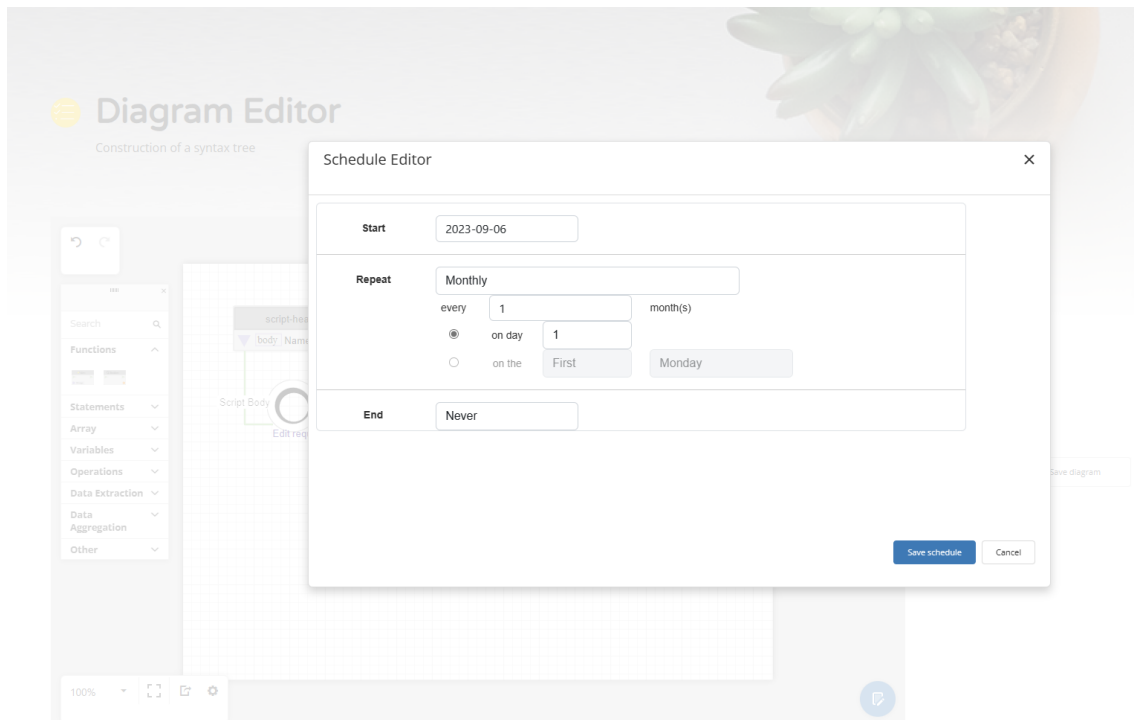 Diagram Editor
Construction of a syntax tree
Schedule Editor
Start 2023-09-06
Repeat Monthly
every 1 month(s)
on day 1
on the First Monday
End Never
Save schedule Cancel
Search
Functions
Statements
Array
Variables
Operations
Data Extraction
Data
Aggregation
Other
script-hea
body Name
Script Body
Edit requ
Save diagram
100%